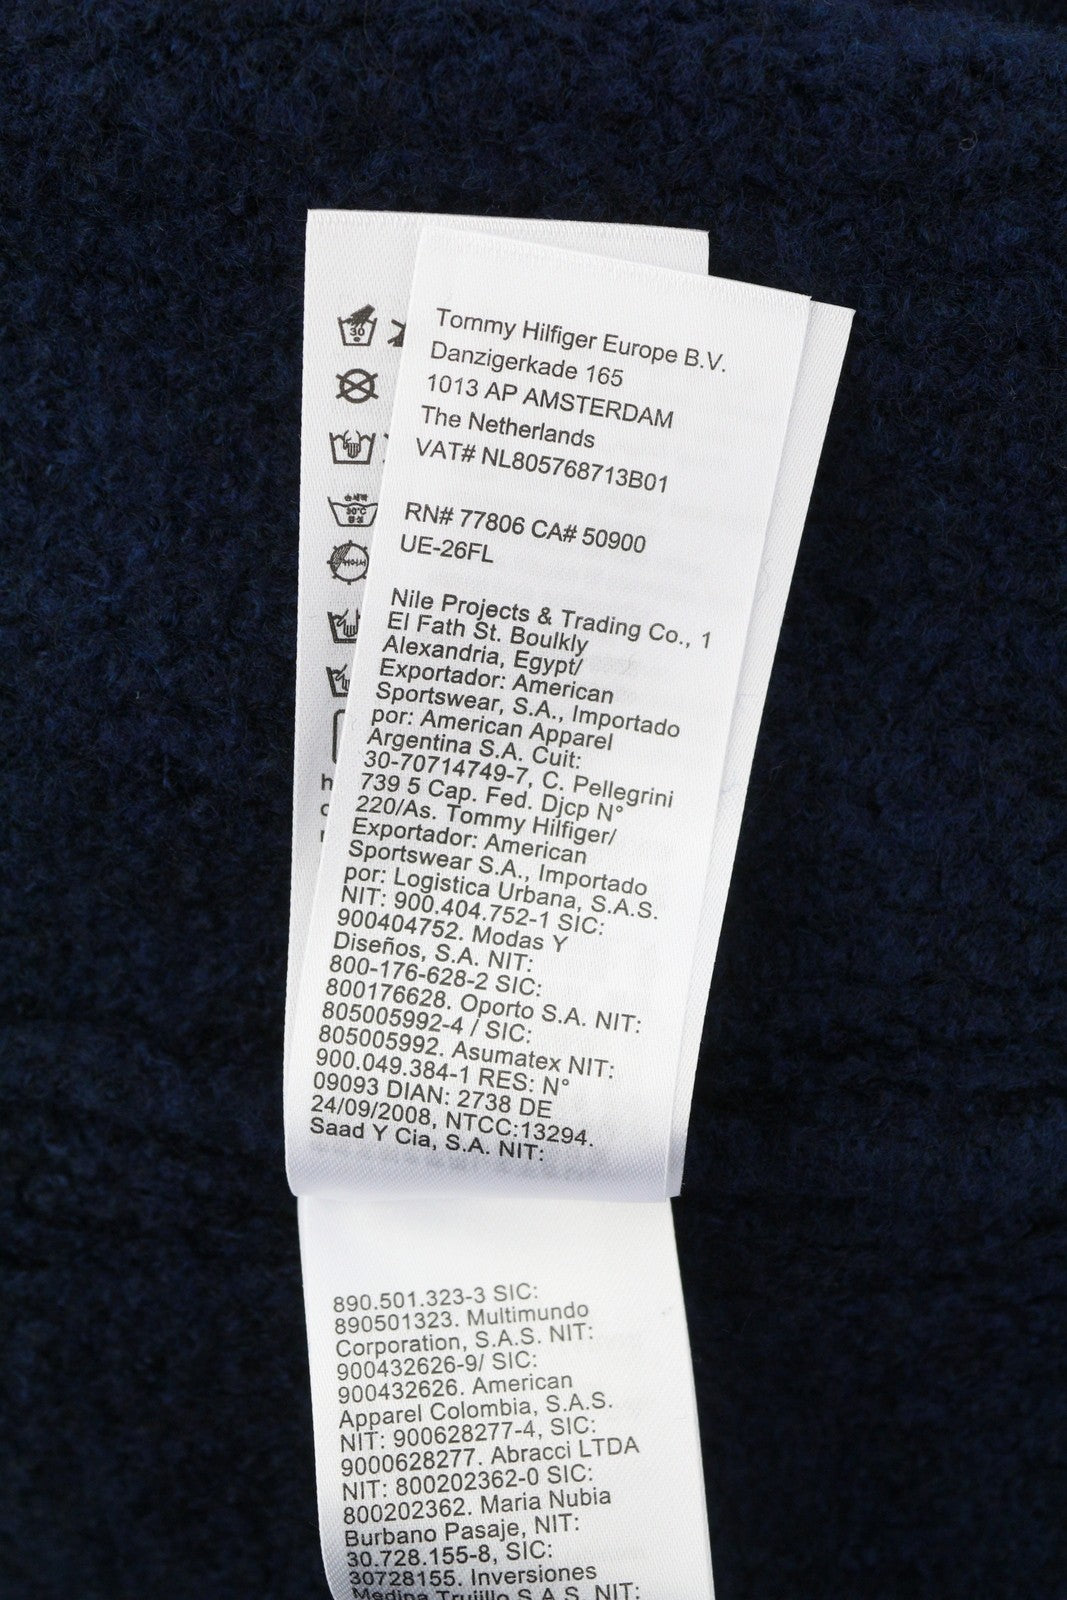 Tommy Hilfiger Europe B.V.
Danzigerkade 165
1013 AP AMSTERDAM
The Netherlands
VAT# NL805768713B01
RN# 77806 CA# 50900
UE-26FL
Nile Projects & Trading Co., 1
El Fath St. Boulkly
Alexandria, Egypt/
Exportador: American
Sportswear, S.A., Importado
por: American Apparel
Argentina S.A. Cuit:
30-70714749-7, C. Pellegrini
739 5 Cap. Fed. Djcp N°
220/As. Tommy Hilfiger/
Exportador: American
Sportswear S.A., Importado
por: Logistica Urbana, S.A.S.
NIT: 900.404.752-1 SIC:
900404752. Modas Y
Diseños, S.A. NIT:
800-176-628-2 SIC:
800176628. Oporto S.A. NIT:
805005992-4 / SIC:
805005992. Asumatex NIT:
900.049.384-1 RES: N°
09093 DIAN: 2738 DE
24/09/2008, NTCC:13294.
Saad Y Cia, S.A. NIT:
890.501.323-3 SIC:
890501323. Multimundo
Corporation, S.A.S. NIT:
900432626-9/ SIC:
900432626. American
Apparel Colombia, S.A.S.
NIT: 900628277-4, SIC:
9000628277. Abracci LTDA
NIT: 800202362-0 SIC:
800202362. Maria Nubia
Burbano Pasaje, NIT:
30.728.155-8, SIC:
30728155. Inversiones
Medina Trujillo S.A.S. NIT:
30
30°C